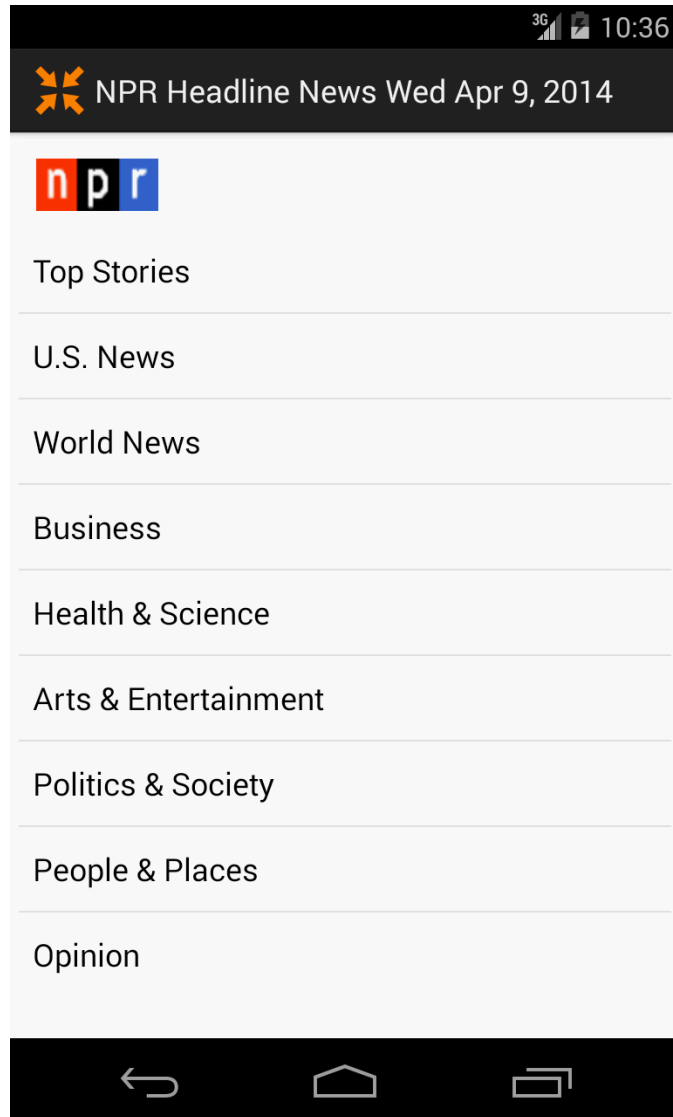 3G 10:36
NPR Headline News Wed Apr 9, 2014
npr
Top Stories
U.S. News
World News
Business
Health & Science
Arts & Entertainment
Politics & Society
People & Places
Opinion